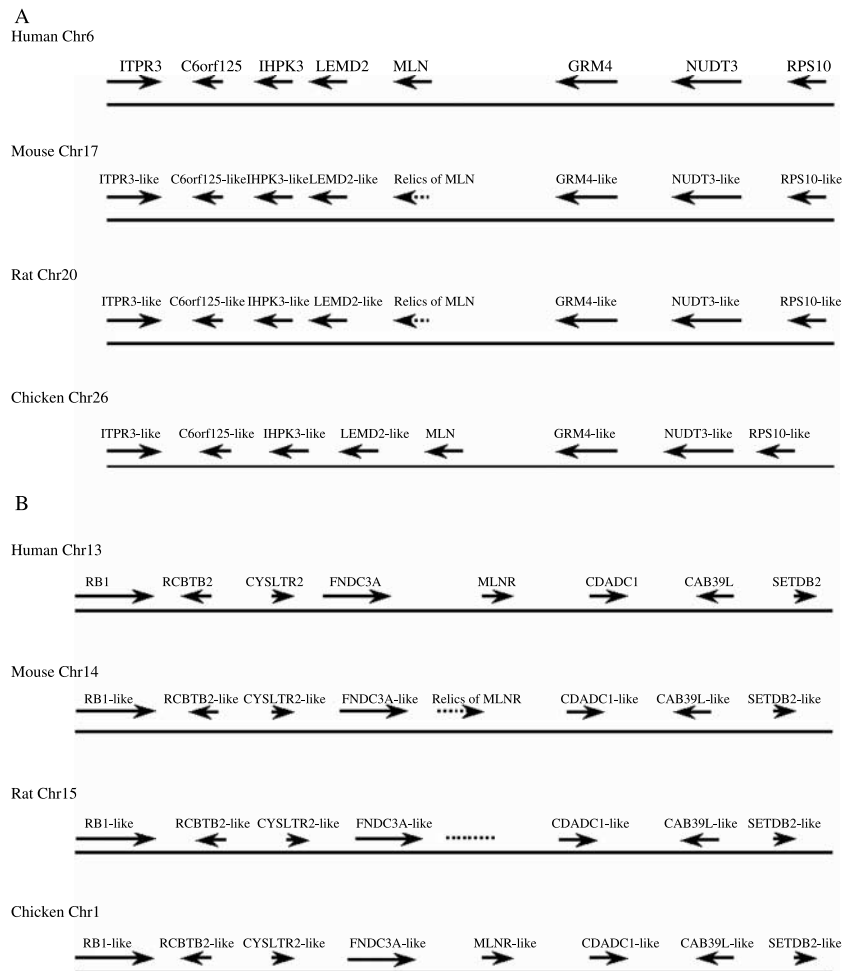 A
Human Chr6
ITPR3 C6orf125 IHPK3 LEMD2 MLN GRM4 NUDT3 RPS10
Mouse Chr17
ITPR3-like C6orf125-like IHPK3-like LEMD2-like Relics of MLN GRM4-like NUDT3-like RPS10-like
Rat Chr20
ITPR3-like C6orf125-like IHPK3-like LEMD2-like Relics of MLN GRM4-like NUDT3-like RPS10-like
Chicken Chr26
ITPR3-like C6orf125-like IHPK3-like LEMD2-like MLN GRM4-like NUDT3-like RPS10-like
B
Human Chr13
RB1 RCBTB2 CYSLTR2 FNDC3A MLNR CDADC1 CAB39L SETDB2
Mouse Chr14
RB1-like RCBTB2-like CYSLTR2-like FNDC3A-like Relics of MLNR CDADC1-like CAB39L-like SETDB2-like
Rat Chr15
RB1-like RCBTB2-like CYSLTR2-like FNDC3A-like CDADC1-like CAB39L-like SETDB2-like
Chicken Chr1
RB1-like RCBTB2-like CYSLTR2-like FNDC3A-like MLNR-like CDADC1-like CAB39L-like SETDB2-like